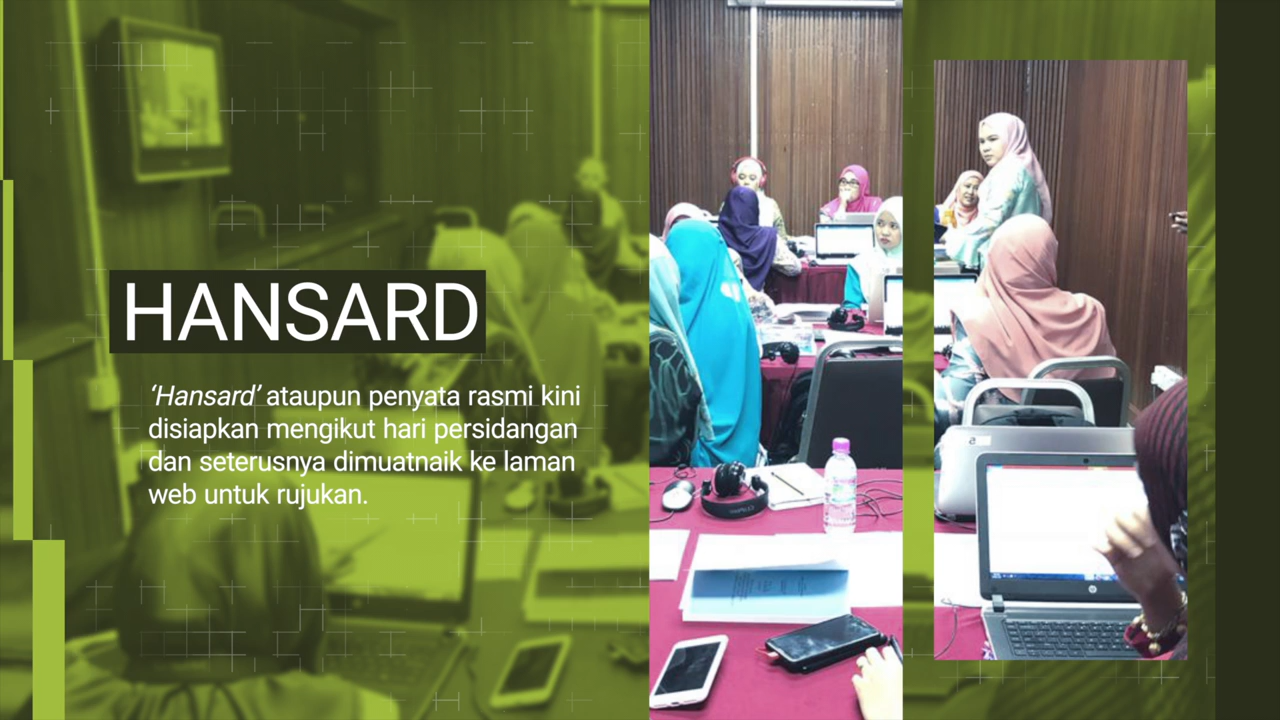 HANSARD
‘Hansard’ ataupun penyata rasmi kini
disiapkan mengikut hari persidangan
dan seterusnya dimuatnaik ke laman
web untuk rujukan.